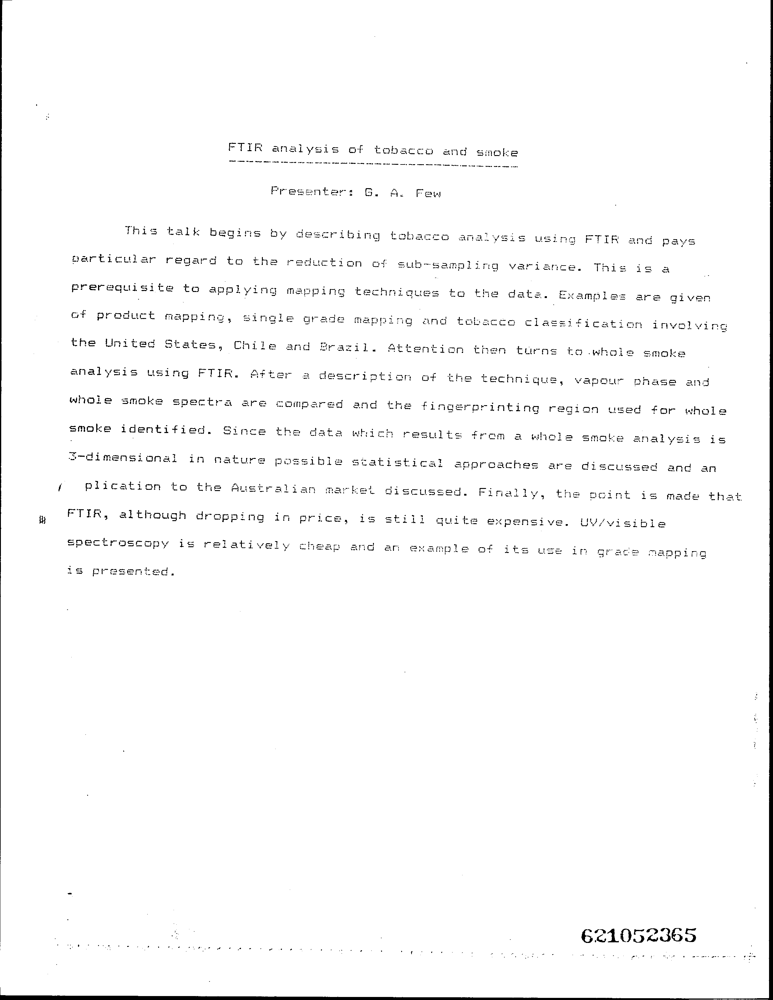 FTIR analysis of tobacco and smoke
Presenter: G. A. Few
This talk begins by describing tobacco analysis using FTIR and pays
particular regard to the reduction of sub-sampling variance. This is a
prerequisite to applying mapping techniques to the data. Examples are given
of product mapping, single grade mapping and tobacco classification involving
the United States, Chile and Brazil. Attention then turns to whole smoke
analysis using FTIR. After a description of the technique, vapour phase and
whole smoke spectra are compared and the fingerprinting region used for whole
smoke identified. Since the data which results from a whole smoke analysis is
3-dimensional in nature possible statistical approaches are discussed and an
plication to the Australian market discussed. Finally, the point is made that
FTIR, although dropping in price, is still quite expensive. UV/visible
spectroscopy is relatively cheap and an example of its use in grade mapping
is presented.
621052365